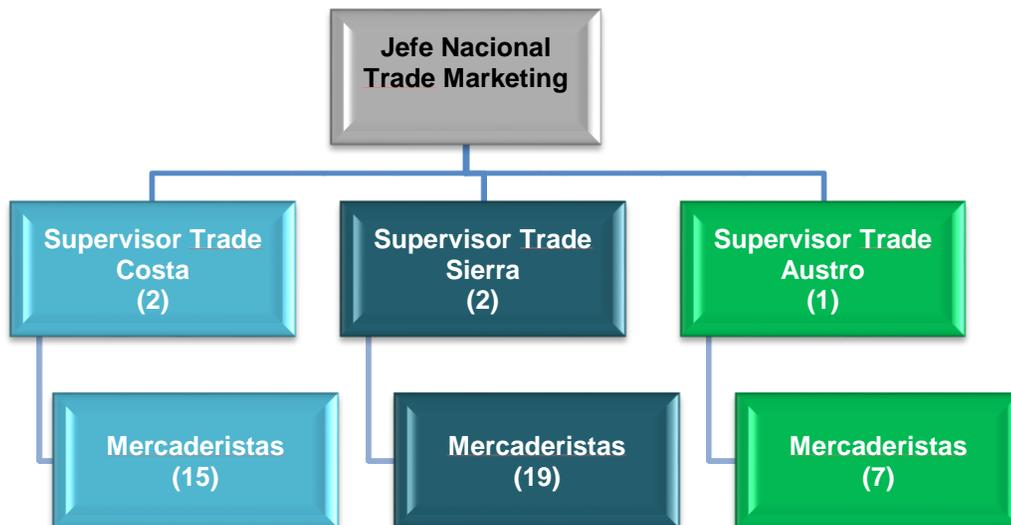 Jefe Nacional
Trade Marketing
Supervisor Trade
Costa
(2)
Supervisor Trade
Sierra
(2)
Supervisor Trade
Austro
(1)
Mercaderistas
(15)
Mercaderistas
(19)
Mercaderistas
(7)